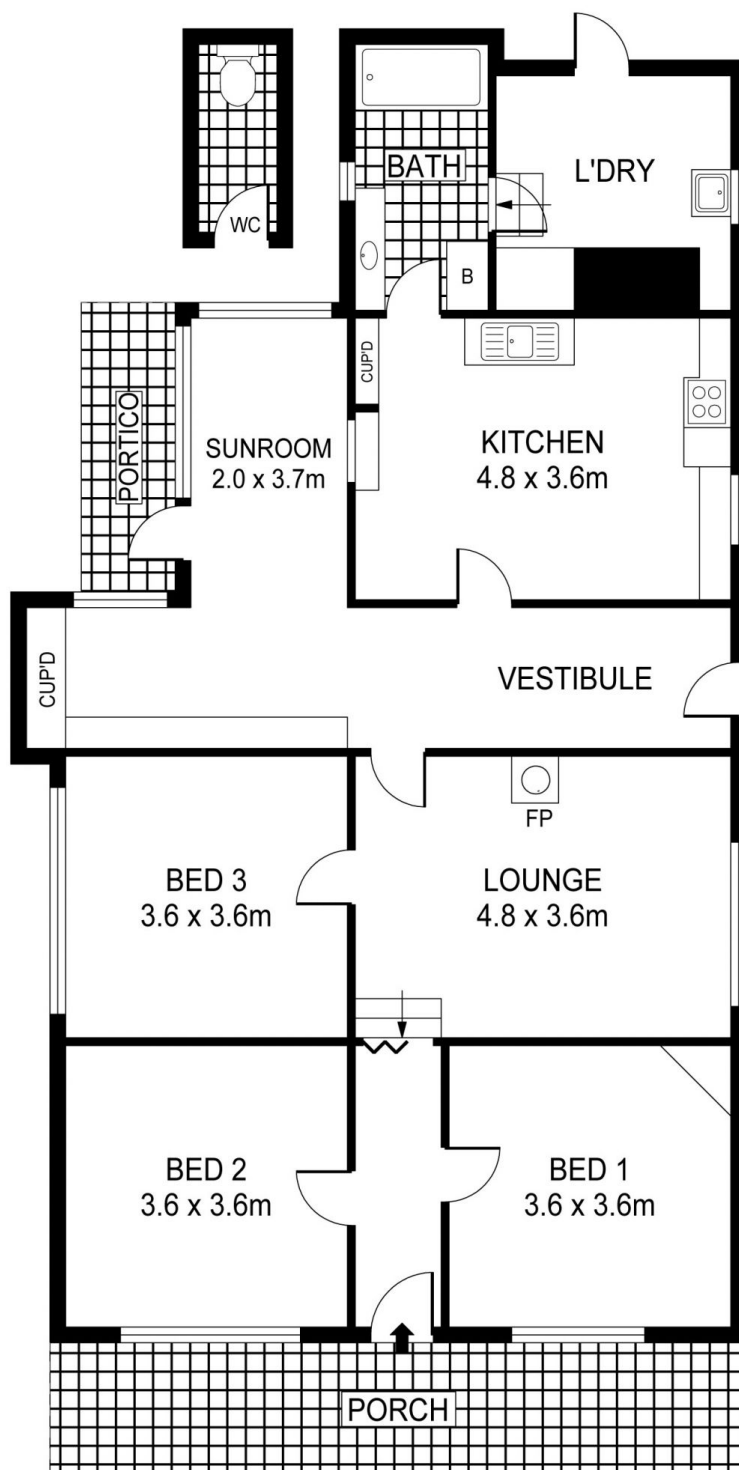 WC
BATH
B
L'DRY
CUP'D
PORTICO
SUNROOM
2.0 x 3.7m
KITCHEN
4.8 x 3.6m
CUP'D
VESTIBULE
FP
BED 3
3.6 x 3.6m
LOUNGE
4.8 x 3.6m
BED 2
3.6 x 3.6m
BED 1
3.6 x 3.6m
PORCH